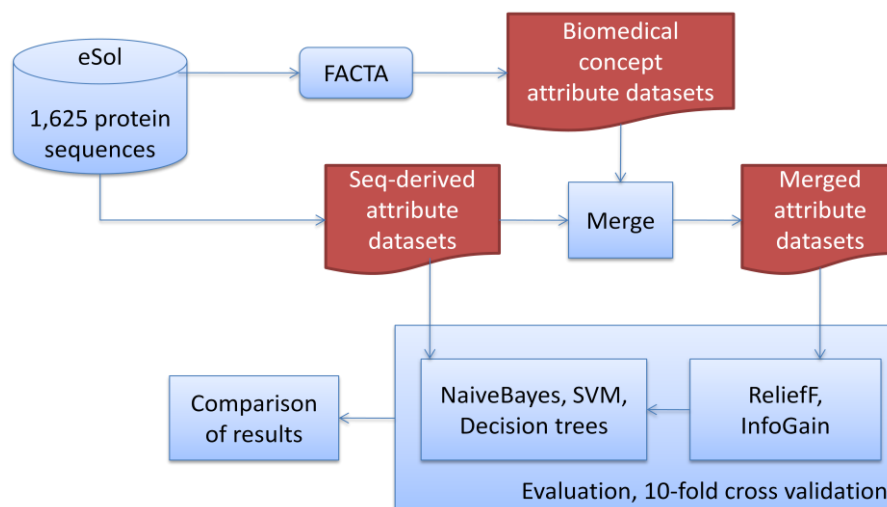 eSol
1,625 protein
sequences
FACTA
Biomedical
concept
attribute datasets
Seq-derived
attribute
datasets
Merge
Merged
attribute
datasets
NaiveBayes, SVM,
Decision trees
ReliefF,
InfoGain
Comparison
of results
Evaluation, 10-fold cross validation